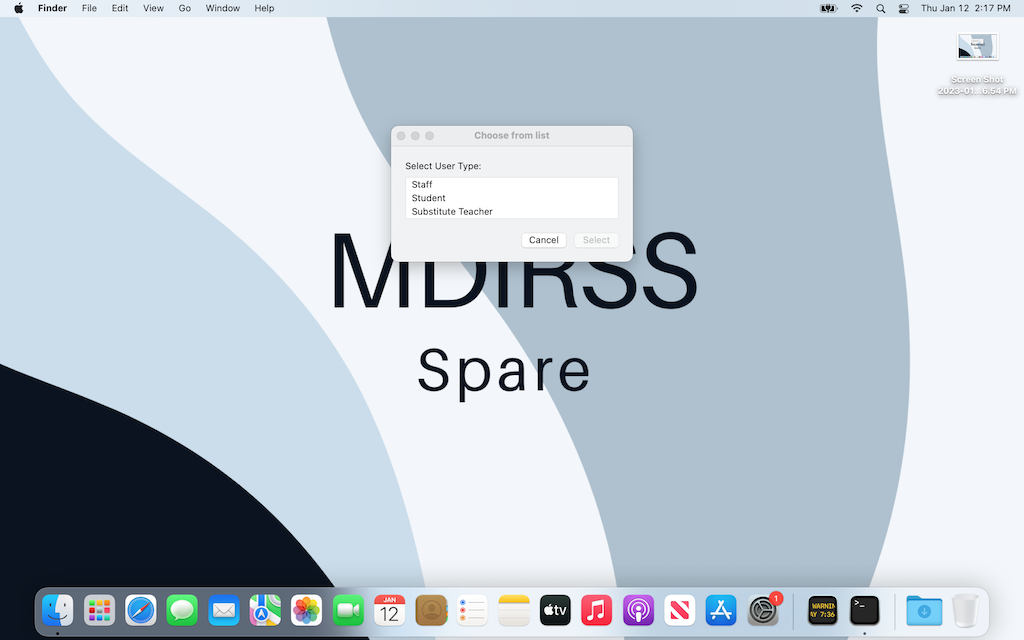 Finder File Edit View Go Window Help Thu Jan 12 2:17 PM
Screen Shot
2023-01...6.54 PM
Choose from list
Select User Type:
Staff
Student
Substitute Teacher
Cancel Select
MDIRSS
Spare
JAN
12
tv
1
WARNIN
AY 7:36
>_